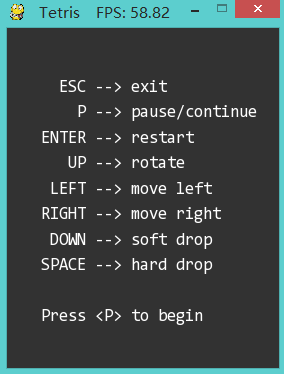 Tetris FPS: 58.82
ESC --> exit
P --> pause/continue
ENTER --> restart
UP --> rotate
LEFT --> move left
RIGHT --> move right
DOWN --> soft drop
SPACE --> hard drop
Press <P> to begin